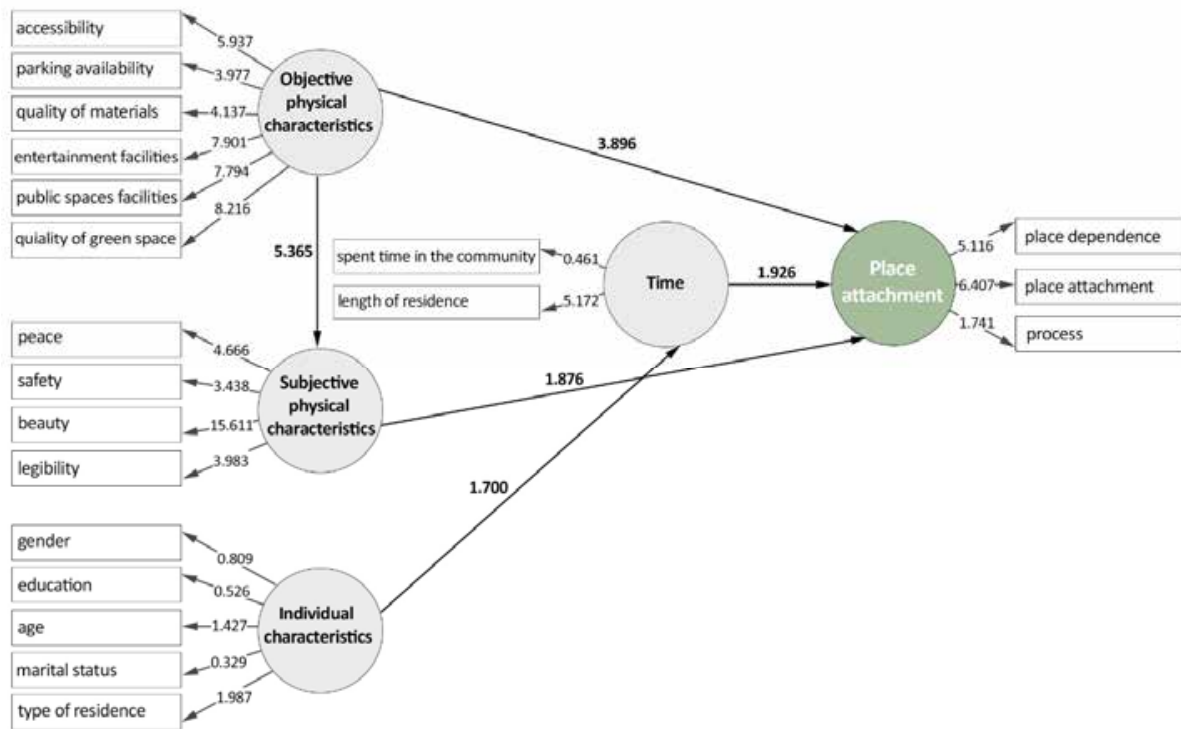 accessibility
5.937
parking availability
3.977
quality of materials
4.137
entertainment facilities
7.901
public spaces facilities
7.794
quiality of green space
8.216
Objective
physical
characteristics
3.896
5.365
spent time in the community
0.461
length of residence
5.172
Time
1.926
Place
attachment
5.116
place dependence
6.407
place attachment
1.741
process
peace
4.666
safety
3.438
beauty
15.611
legibility
3.983
Subjective
physical
characteristics
1.876
1.700
gender
0.809
education
0.526
age
1.427
marital status
0.329
type of residence
1.987
Individual
characteristics